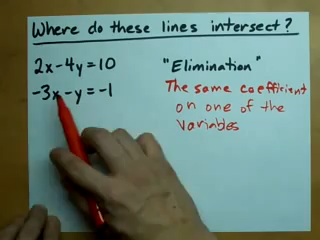 Where do these lines intersect?
2x-4y=10
-3x-y=-1
"Elimination"
The same coefficient
on one of the
variables